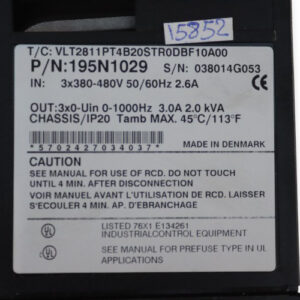 15852
T/C: VLT2811PT4B20STR0DBF10A00
P/N:195N1029 S/N: 038014G053
IN: 3x380-480V 50/60Hz 2.6A
OUT:3x0-Uin 0-1000Hz 3.0A 2.0 kVA
CHASSIS/IP20 Tamb MAX. 45°C/113°F
*5702427034037*
MADE IN DENMARK
CAUTION
SEE MANUAL FOR USE OF RCD. DO NOT TOUCH
UNTIL 4 MIN. AFTER DISCONNECTION.
VOIR MANUEL AVANT L'UTILISATION DE RCD. LAISSER
S'ECOULER 4 MIN. AP. D'EBRANCHAGE
UL
LISTED 76X1 E134261
INDUSTRIALCONTROL EQUIPMENT
UL
SEE MANUAL FOR PREFUSE TYPE IN UL
APPLICATIONS